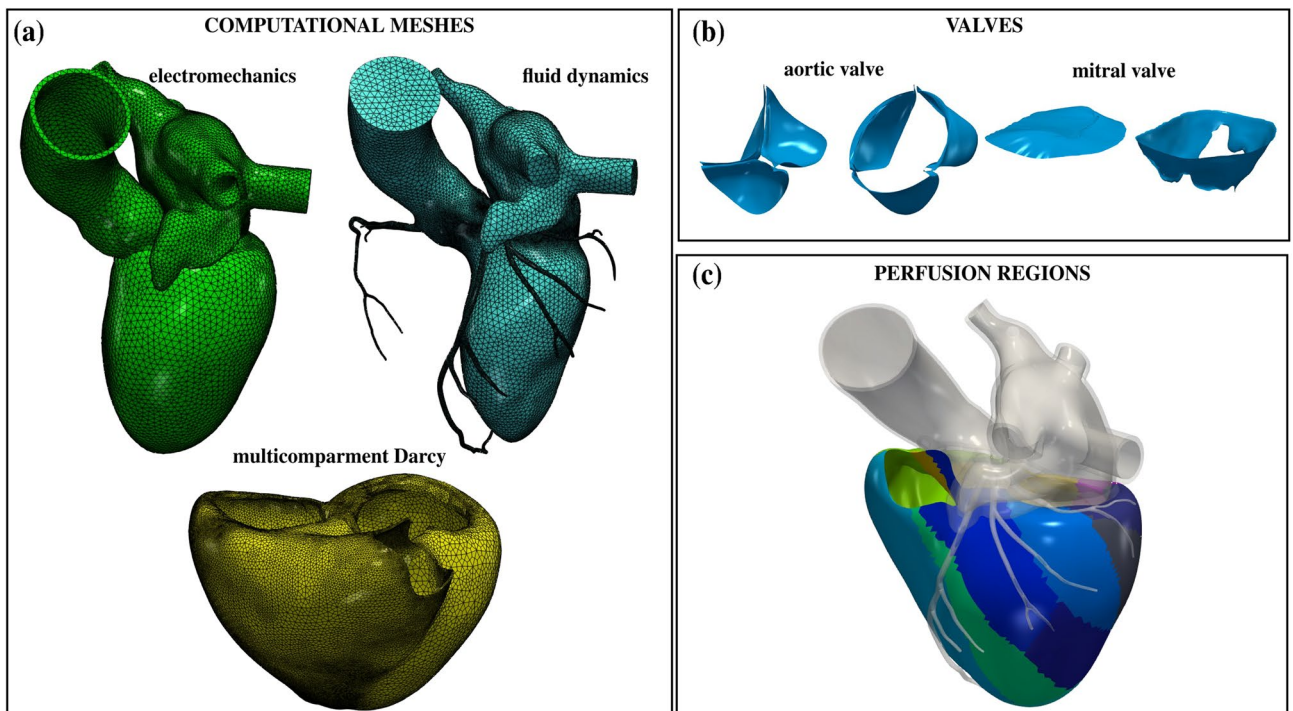 (a)
COMPUTATIONAL MESHES
electromechanics
fluid dynamics
multicomparment Darcy
(b)
VALVES
aortic valve
mitral valve
(c)
PERFUSION REGIONS